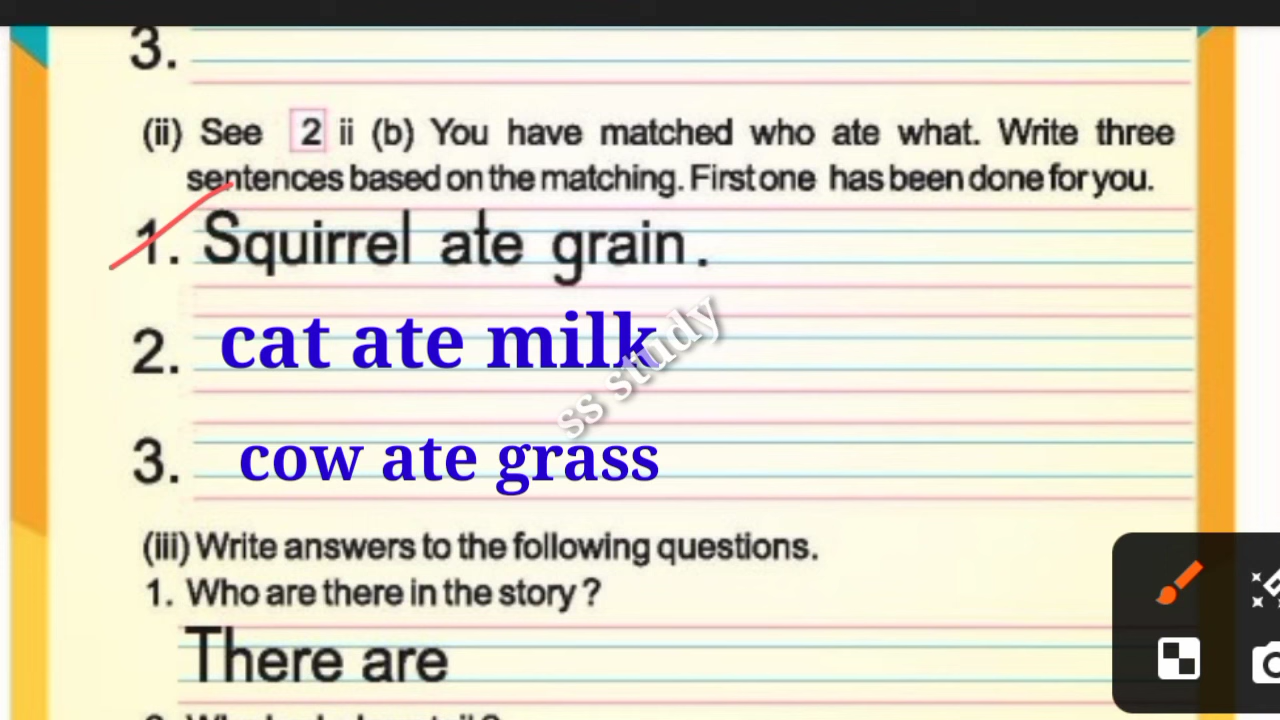 3.
(ii) See 2 ii (b) You have matched who ate what. Write three
sentences based on the matching. First one has been done for you.
1. Squirrel ate grain.
2. cat ate milk
ss study
3. cow ate grass
(iii) Write answers to the following questions.
1. Who are there in the story?
There are